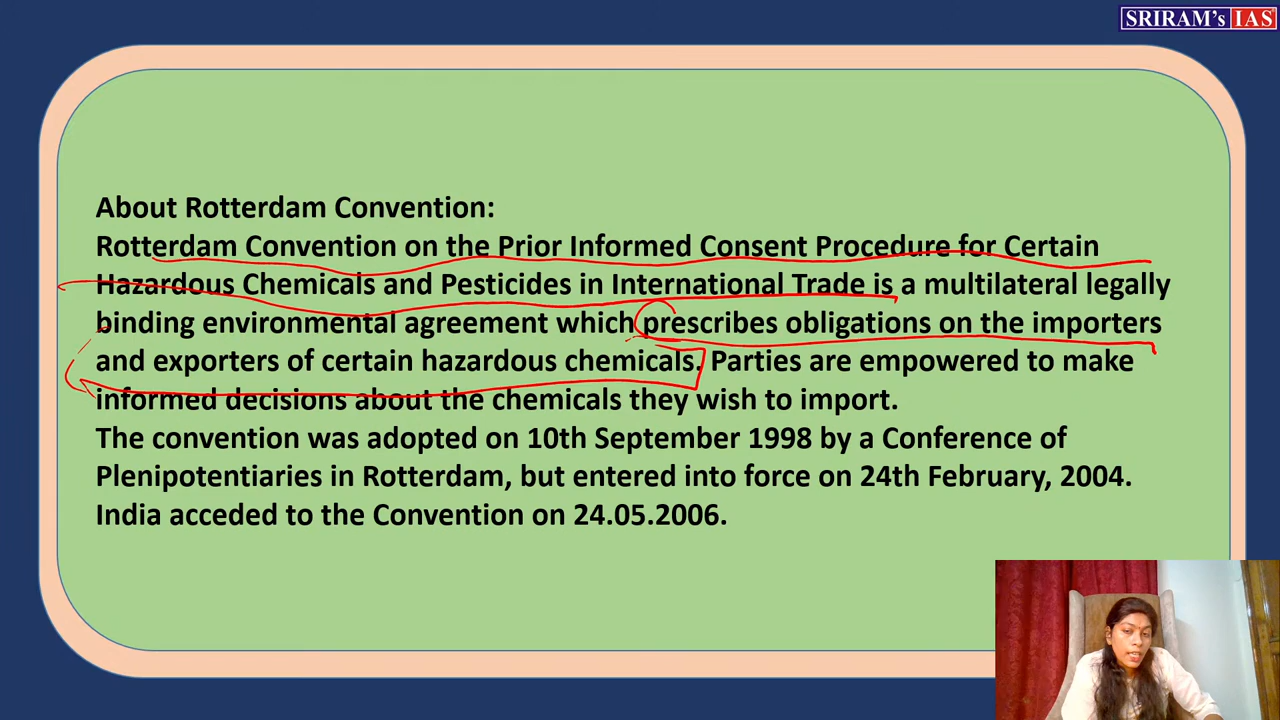 SRIRAM's IAS
About Rotterdam Convention:
Rotterdam Convention on the Prior Informed Consent Procedure for Certain
Hazardous Chemicals and Pesticides in International Trade is a multilateral legally
binding environmental agreement which prescribes obligations on the importers
and exporters of certain hazardous chemicals. Parties are empowered to make
informed decisions about the chemicals they wish to import.
The convention was adopted on 10th September 1998 by a Conference of
Plenipotentiaries in Rotterdam, but entered into force on 24th February, 2004.
India acceded to the Convention on 24.05.2006.